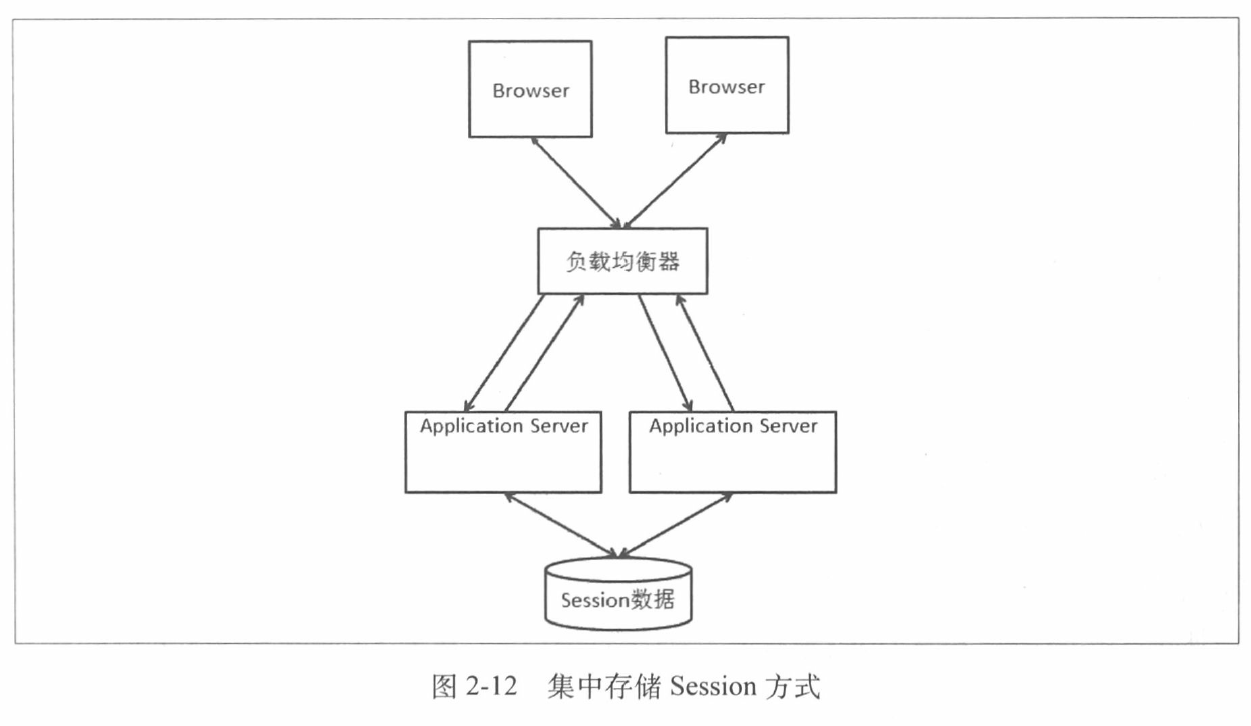 Browser
Browser
负载均衡器
Application Server
Application Server
Session数据
图 2-12 集中存储 Session 方式